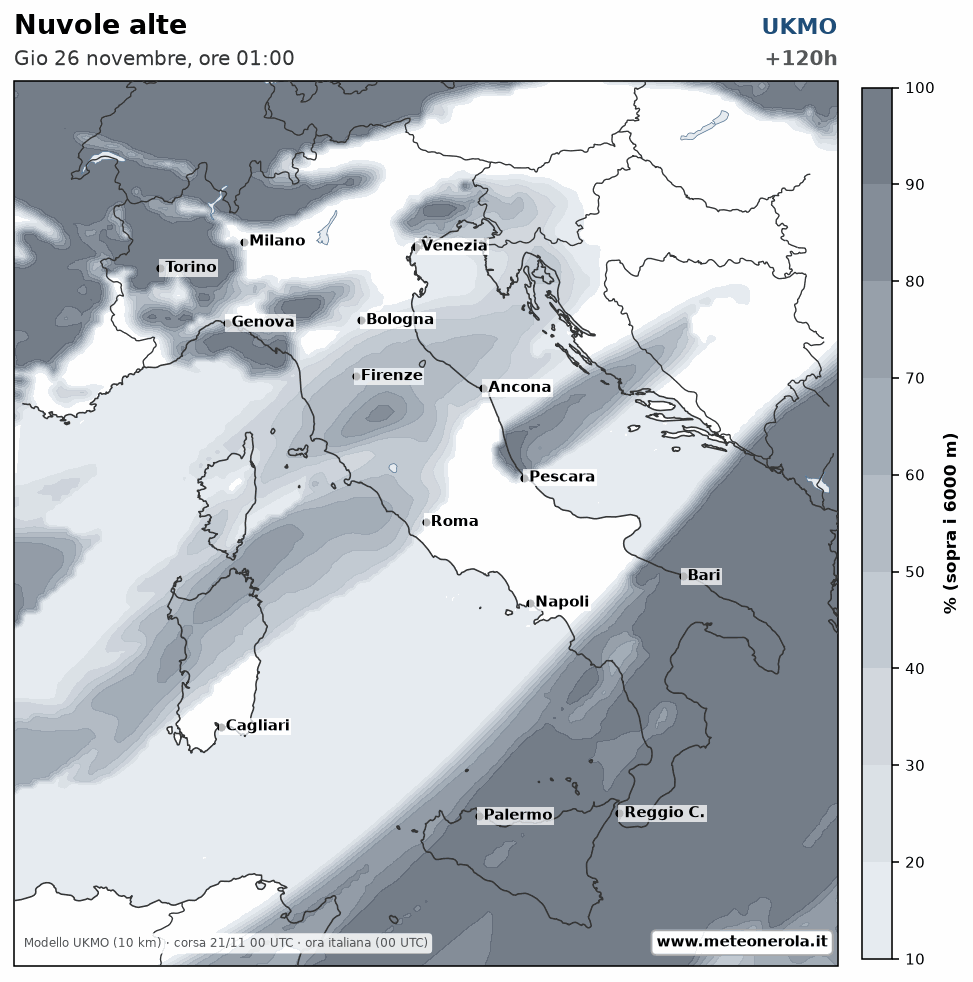 Nuvole alte
UKMO
Gio 26 novembre, ore 01:00
+120h
100
90
80
70
60
50
40
30
20
10
% (sopra i 6000 m)
Milano
Venezia
Torino
Genova
Bologna
Firenze
Ancona
Pescara
Roma
Bari
Napoli
Cagliari
Palermo
Reggio C.
Modello UKMO (10 km) · corsa 21/11 00 UTC · ora italiana (00 UTC)
www.meteonerola.it